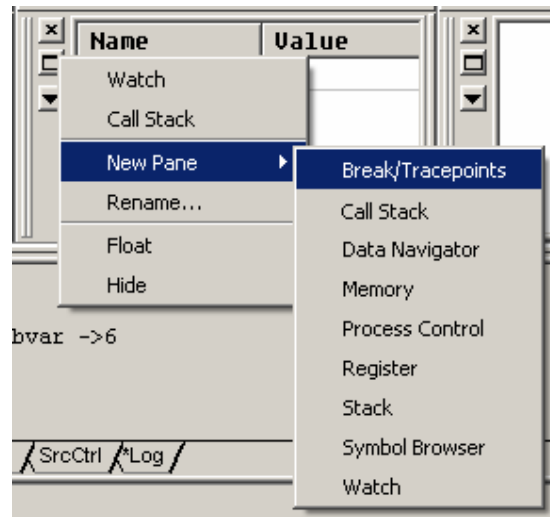 Name Value
Watch
Call Stack
New Pane
Rename...
Float
Hide
Break/Tracepoints
Call Stack
Data Navigator
Memory
Process Control
Register
Stack
Symbol Browser
Watch
bvar ->6
SrcCtrl *Log